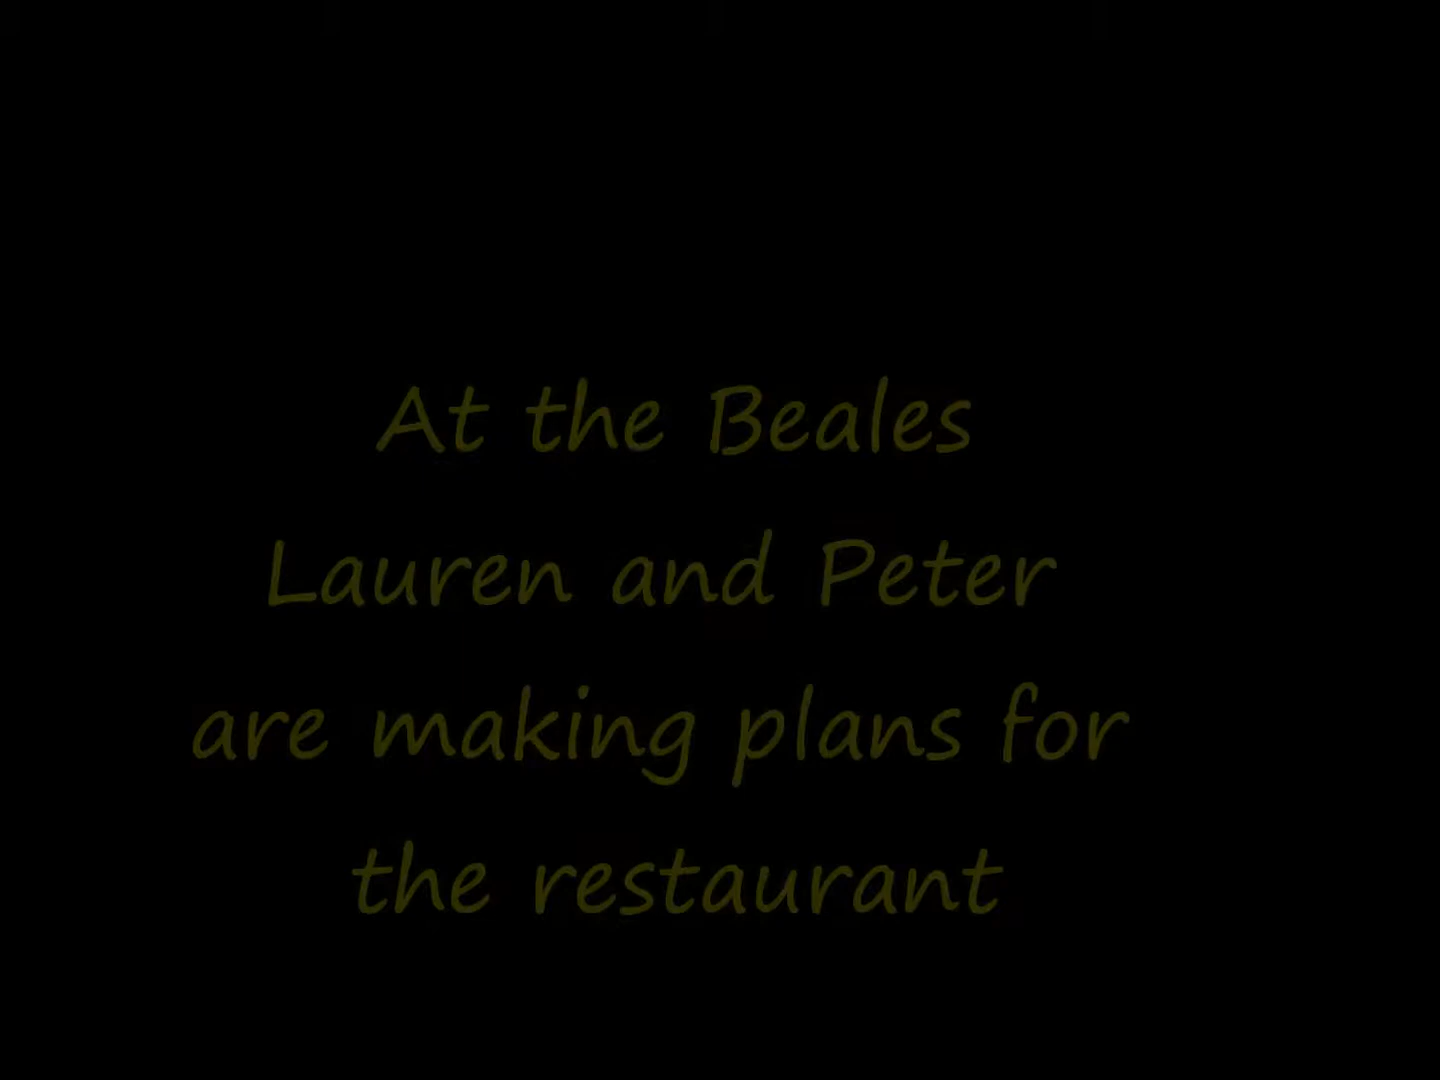 At the Beales
Lauren and Peter
are making plans for
the restaurant